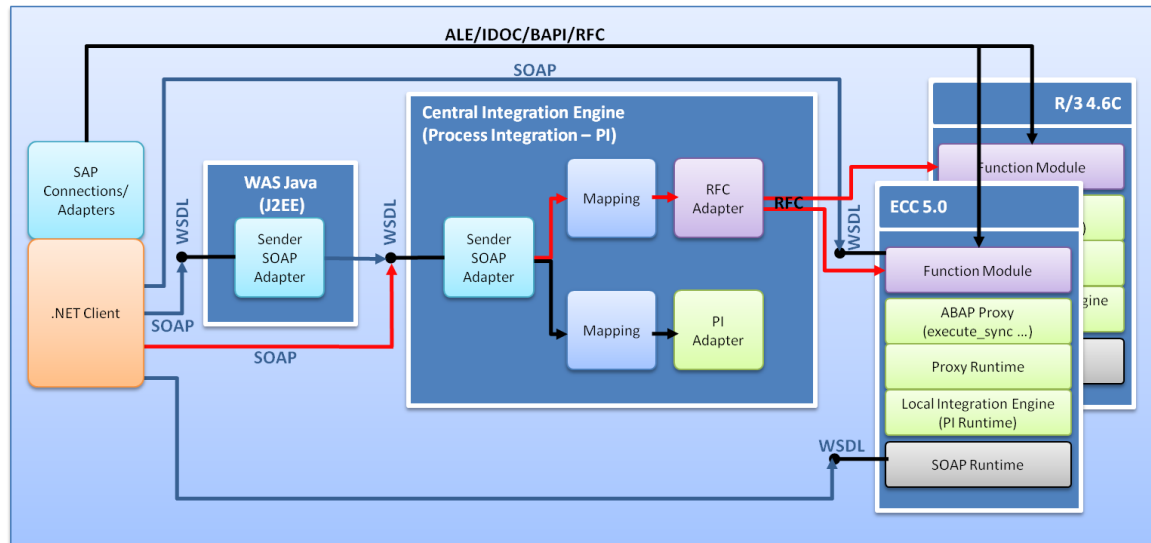 ALE/IDOC/BAPI/RFC
SOAP
R/3 4.6C
Function Module
)
gine
Central Integration Engine
(Process Integration – PI)
SAP
Connections/
Adapters
.NET Client
WSDL
SOAP
WAS Java
(J2EE)
Sender
SOAP
Adapter
WSDL
SOAP
Sender
SOAP
Adapter
Mapping
RFC
Adapter
RFC
Mapping
PI
Adapter
WSDL
ECC 5.0
Function Module
ABAP Proxy
(execute_sync ...)
Proxy Runtime
Local Integration Engine
(PI Runtime)
WSDL
SOAP Runtime